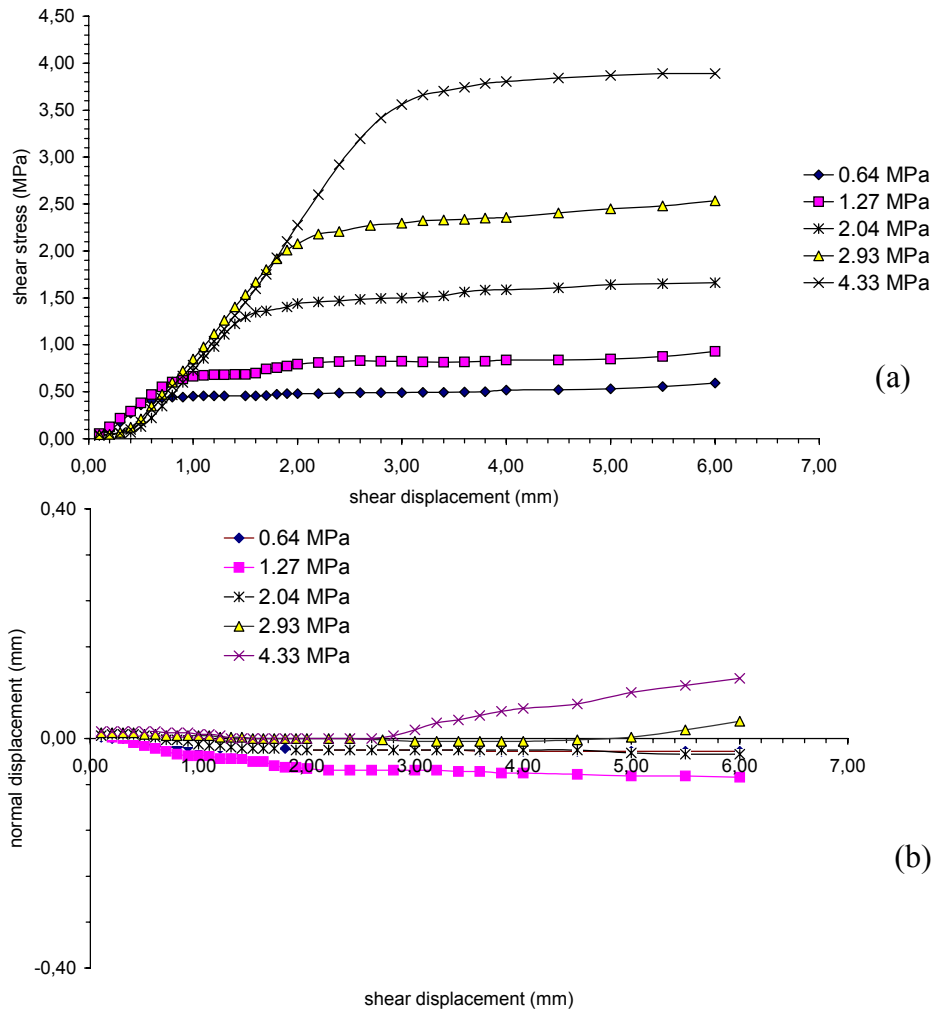 4,50
4,00
3,50
3,00
2,50
2,00
1,50
1,00
0,50
0,00
shear stress (MPa)
0,00 1,00 2,00 3,00 4,00 5,00 6,00 7,00
shear displacement (mm)
0.64 MPa
1.27 MPa
2.04 MPa
2.93 MPa
4.33 MPa
(a)
0,40
0,00
-0,40
normal displacement (mm)
0.64 MPa
1.27 MPa
2.04 MPa
2.93 MPa
4.33 MPa
0,00 1,00 2,00 3,00 4,00 5,00 6,00 7,00
(b)
shear displacement (mm)